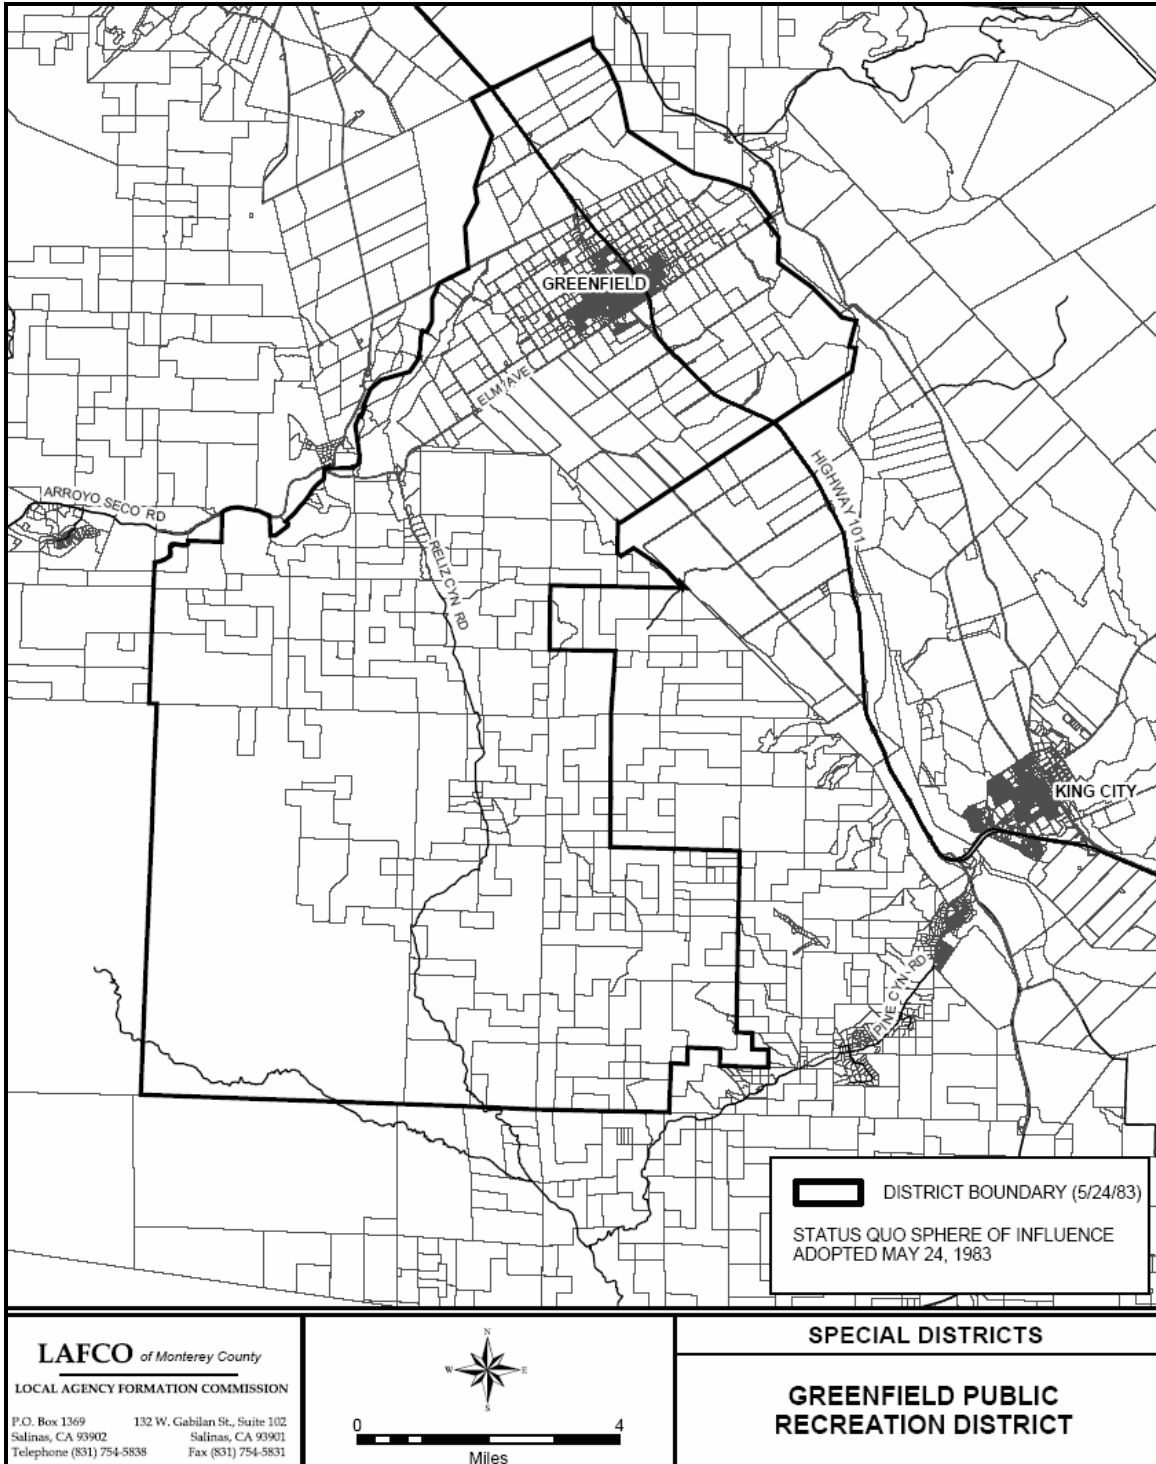 GREENFIELD
ELM AVE
ARROYO SECO RD
HIGHWAY 101
RELIZ CYN RD
KING CITY
PINE CYN RD
DISTRICT BOUNDARY (5/24/83)
STATUS QUO SPHERE OF INFLUENCE
ADOPTED MAY 24, 1983
LAFCO of Monterey County
LOCAL AGENCY FORMATION COMMISSION
P.O. Box 1369 132 W. Gabilan St., Suite 102
Salinas, CA 93902 Salinas, CA 93901
Telephone (831) 754-5838 Fax (831) 754-5831
N
W E
S
0 4
Miles
SPECIAL DISTRICTS
GREENFIELD PUBLIC
RECREATION DISTRICT